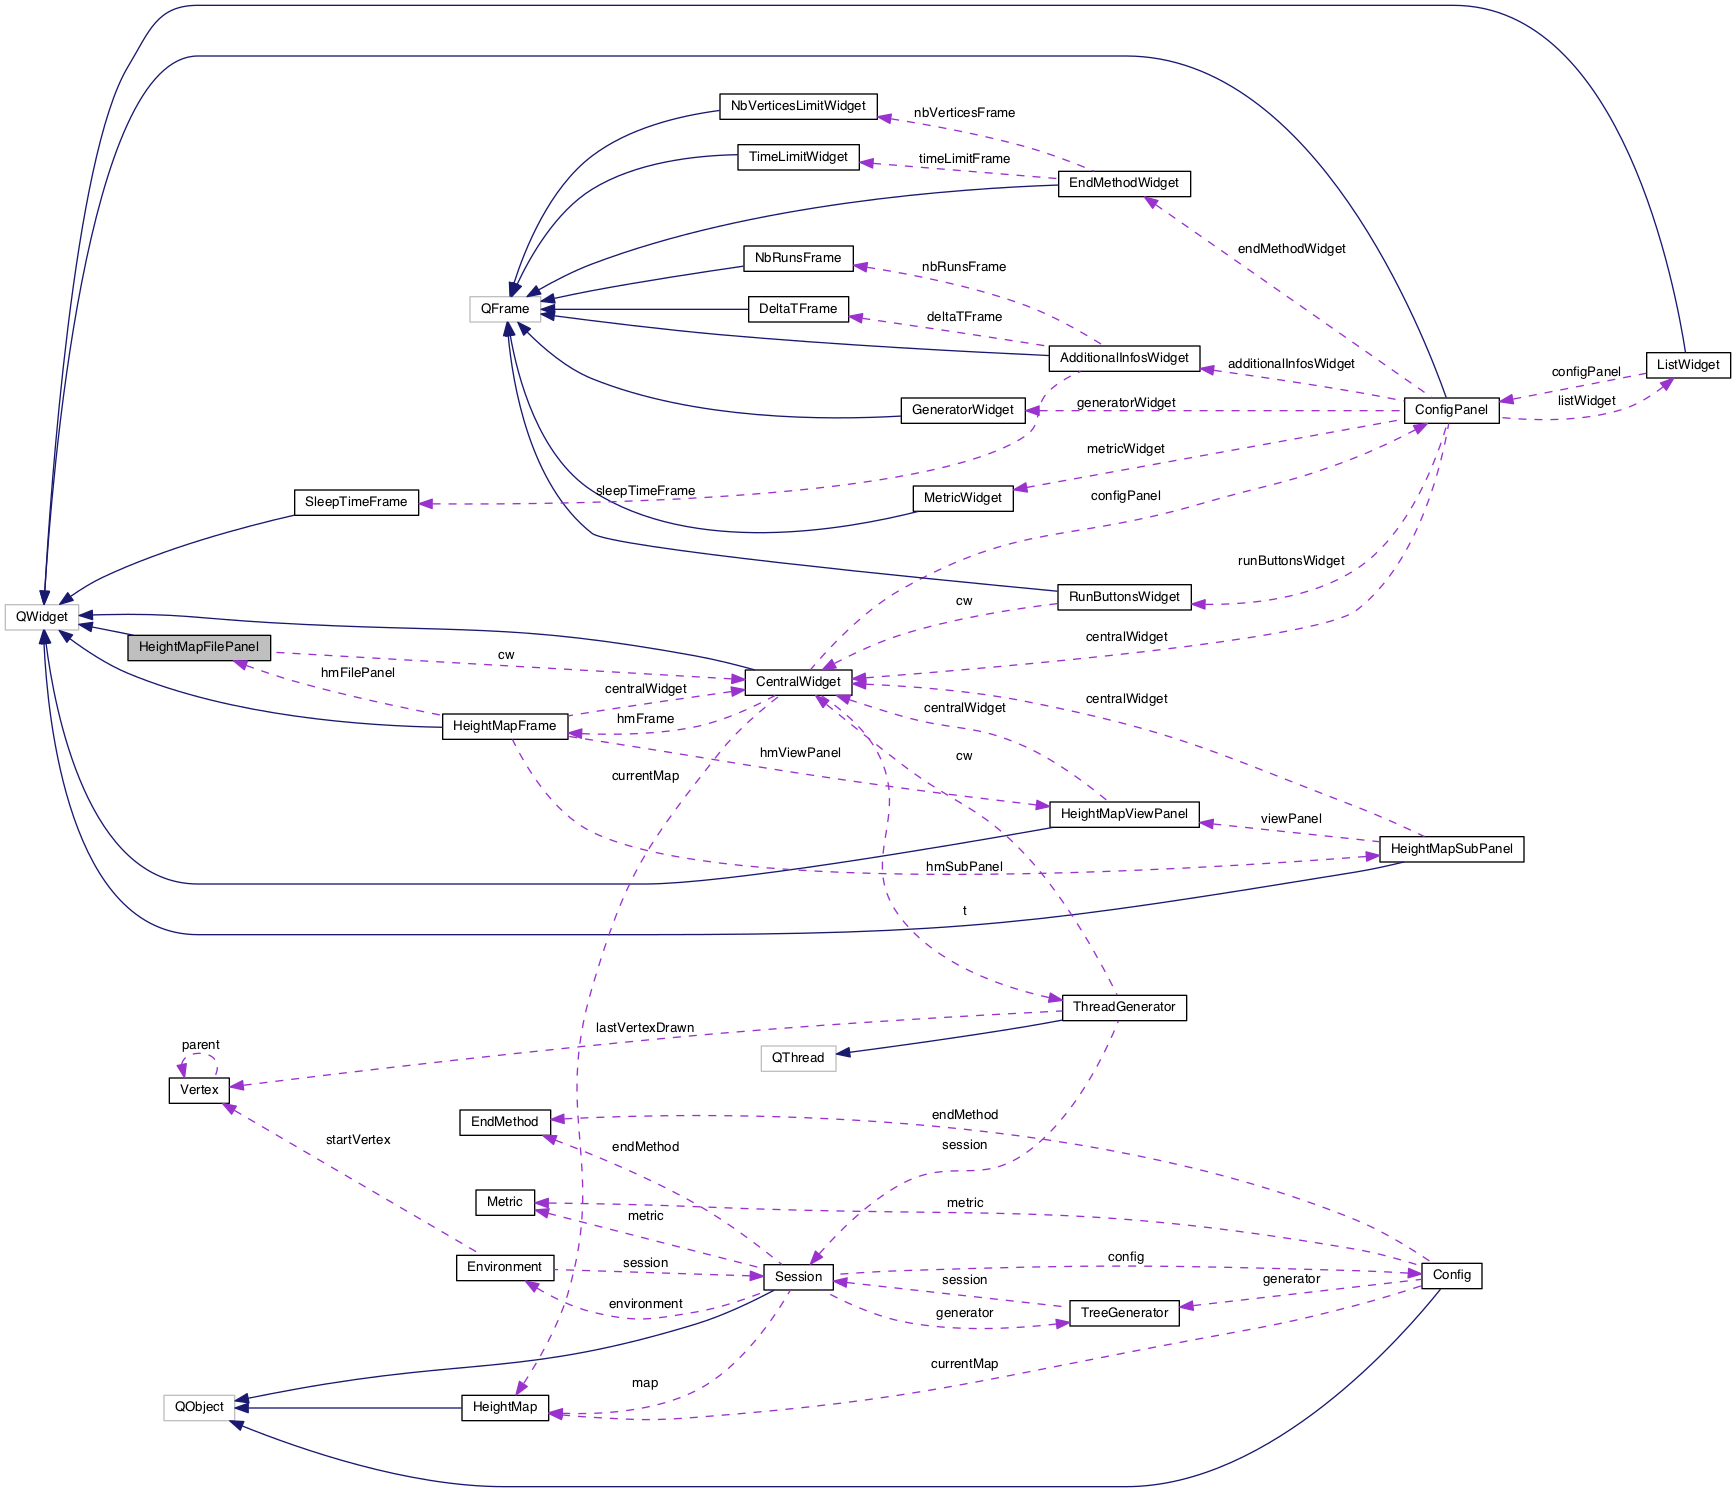 NbVerticesLimitWidget
nbVerticesFrame
TimeLimitWidget
timeLimitFrame
EndMethodWidget
endMethodWidget
NbRunsFrame
nbRunsFrame
QFrame
DeltaTFrame
deltaTFrame
AdditionalInfosWidget
additionalInfosWidget
ListWidget
configPanel
listWidget
GeneratorWidget
generatorWidget
ConfigPanel
metricWidget
SleepTimeFrame
sleepTimeFrame
MetricWidget
configPanel
runButtonsWidget
RunButtonsWidget
cw
QWidget
HeightMapFilePanel
cw
centralWidget
hmFilePanel
CentralWidget
centralWidget
centralWidget
centralWidget
HeightMapFrame
hmFrame
hmViewPanel
cw
currentMap
HeightMapViewPanel
viewPanel
HeightMapSubPanel
hmSubPanel
t
ThreadGenerator
lastVertexDrawn
QThread
parent
Vertex
EndMethod
endMethod
startVertex
endMethod
session
Metric
metric
metric
Environment
session
Session
config
Config
environment
session
generator
TreeGenerator
generator
currentMap
map
QObject
HeightMap